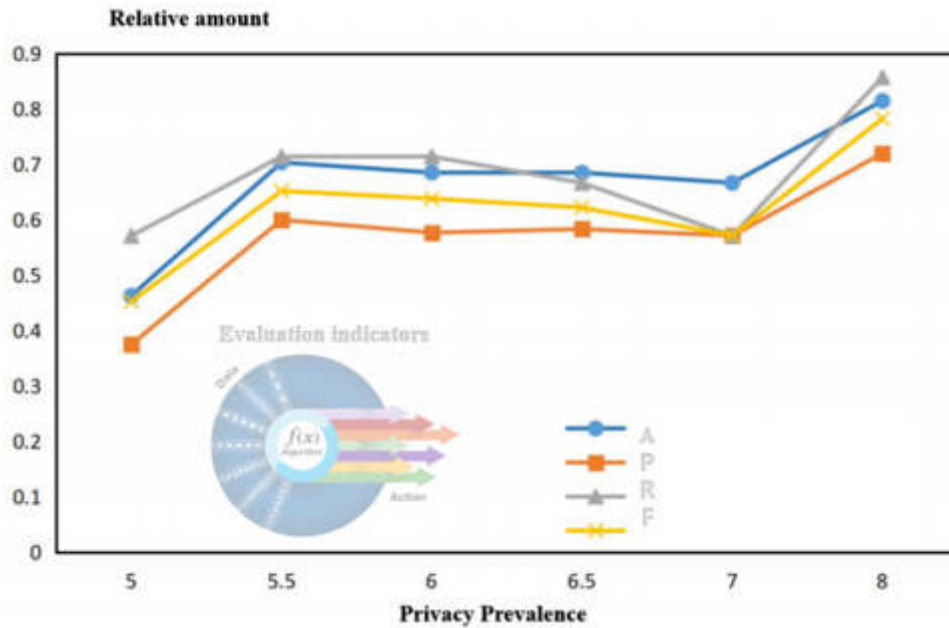 Relative amount
0.9
0.8
0.7
0.6
0.5
0.4
0.3
0.2
0.1
0
Evaluation indicators
Data
f(x)
Action
A
P
R
F
5 5.5 6 6.5 7 8
Privacy Prevalence